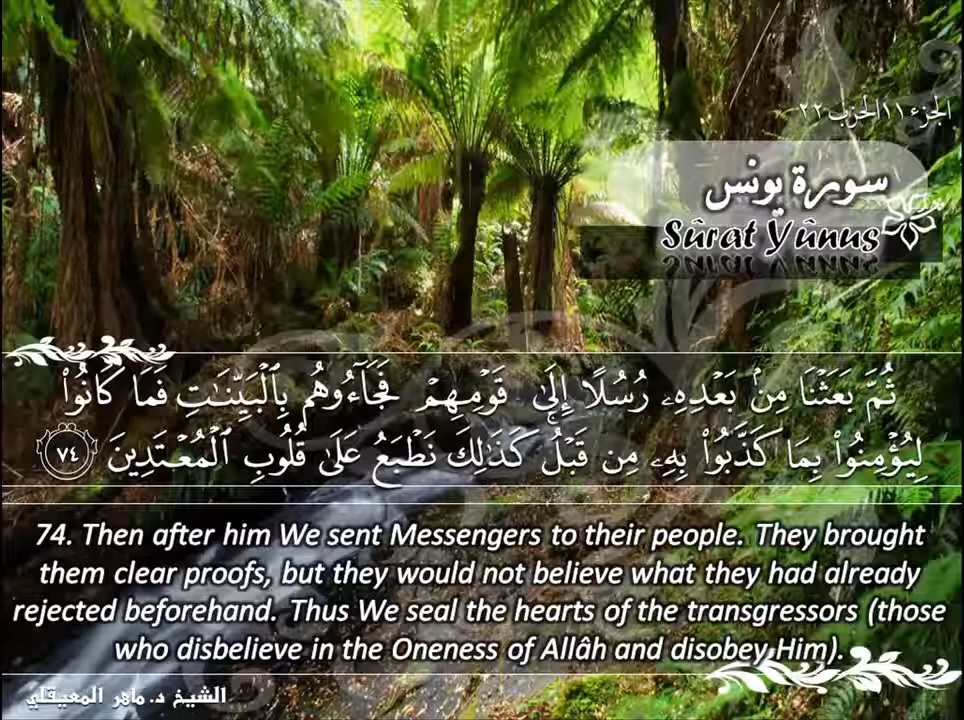 الجزء ١١ الحزب ٢٢
سورة يونس
Sûrat Yûnus
ثُمَّ بَعَثْنَا مِنۢ بَعْدِهِۦ رُسُلًا إِلَىٰ قَوْمِهِمْ فَجَآءُوهُم بِٱلْبَيِّنَـٰتِ فَمَا كَانُوا۟
لِيُؤْمِنُوا۟ بِمَا كَذَّبُوا۟ بِهِۦ مِن قَبْلُ ۚ كَذَٰلِكَ نَطْبَعُ عَلَىٰ قُلُوبِ ٱلْمُعْتَدِينَ ٧٤
74. Then after him We sent Messengers to their people. They brought
them clear proofs, but they would not believe what they had already
rejected beforehand. Thus We seal the hearts of the transgressors (those
who disbelieve in the Oneness of Allâh and disobey Him).
الشيخ د. ماهر المعيقلي